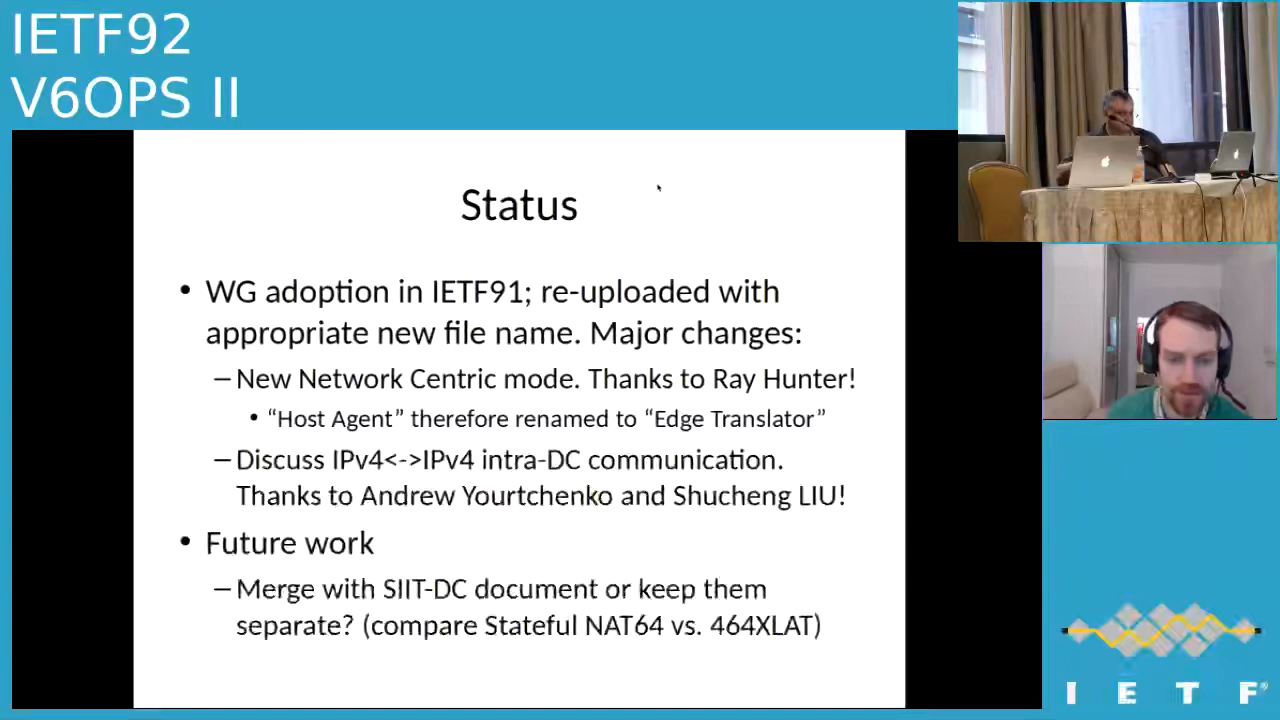 IETF92
V6OPS II
Status
• WG adoption in IETF91; re-uploaded with
appropriate new file name. Major changes:
– New Network Centric mode. Thanks to Ray Hunter!
• “Host Agent” therefore renamed to “Edge Translator”
– Discuss IPv4<->IPv4 intra-DC communication.
Thanks to Andrew Yourtchenko and Shucheng LIU!
• Future work
– Merge with SIIT-DC document or keep them
separate? (compare Stateful NAT64 vs. 464XLAT)
I E T F®